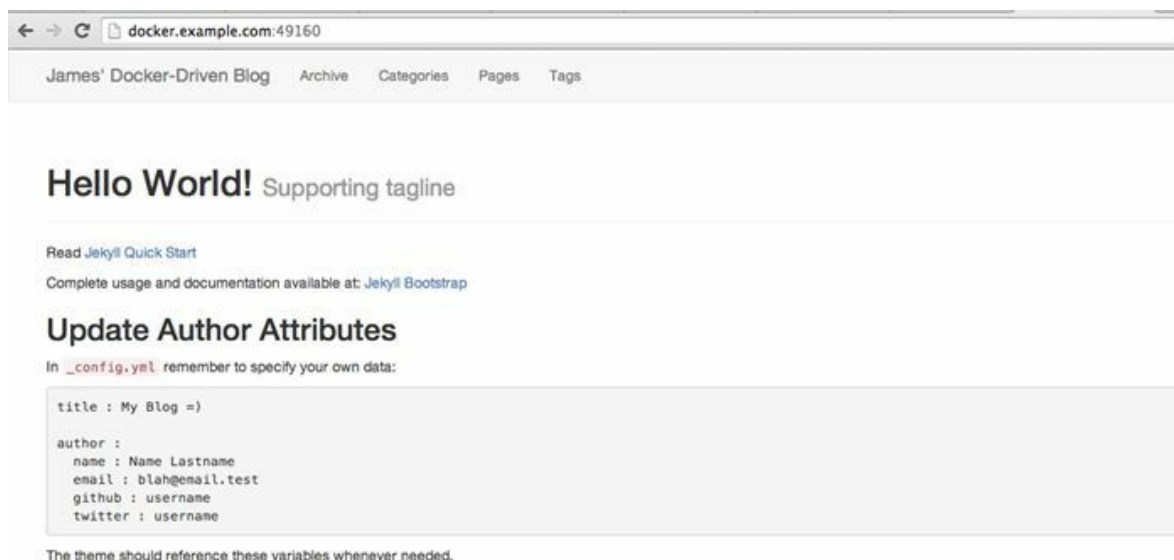 docker.example.com:49160
James' Docker-Driven Blog Archive Categories Pages Tags
Hello World! Supporting tagline
Read Jekyll Quick Start
Complete usage and documentation available at: Jekyll Bootstrap
Update Author Attributes
In _config.yml remember to specify your own data:
title : My Blog =)
author :
name : Name Lastname
email : blah@email.test
github : username
twitter : username
The theme should reference these variables whenever needed.